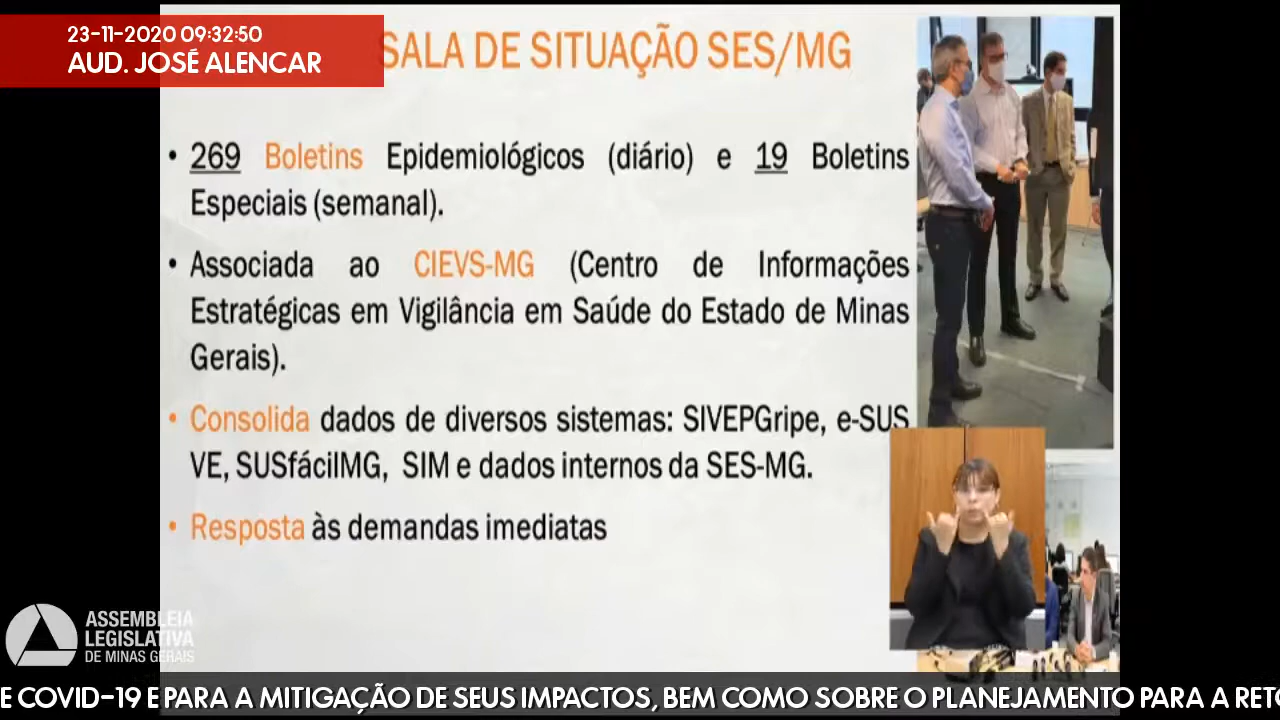 23-11-2020 09:32:50
AUD. JOSÉ ALENCAR
SALA DE SITUAÇÃO SES/MG
• 269 Boletins Epidemiológicos (diário) e 19 Boletins
Especiais (semanal).
• Associada ao CIEVS-MG (Centro de Informações
Estratégicas em Vigilância em Saúde do Estado de Minas
Gerais).
• Consolida dados de diversos sistemas: SIVEPGripe, e-SUS
VE, SUSfácilMG, SIM e dados internos da SES-MG.
• Resposta às demandas imediatas
ASSEMBLEIA
LEGISLATIVA
DE MINAS GERAIS
E COVID-19 E PARA A MITIGAÇÃO DE SEUS IMPACTOS, BEM COMO SOBRE O PLANEJAMENTO PARA A RETO